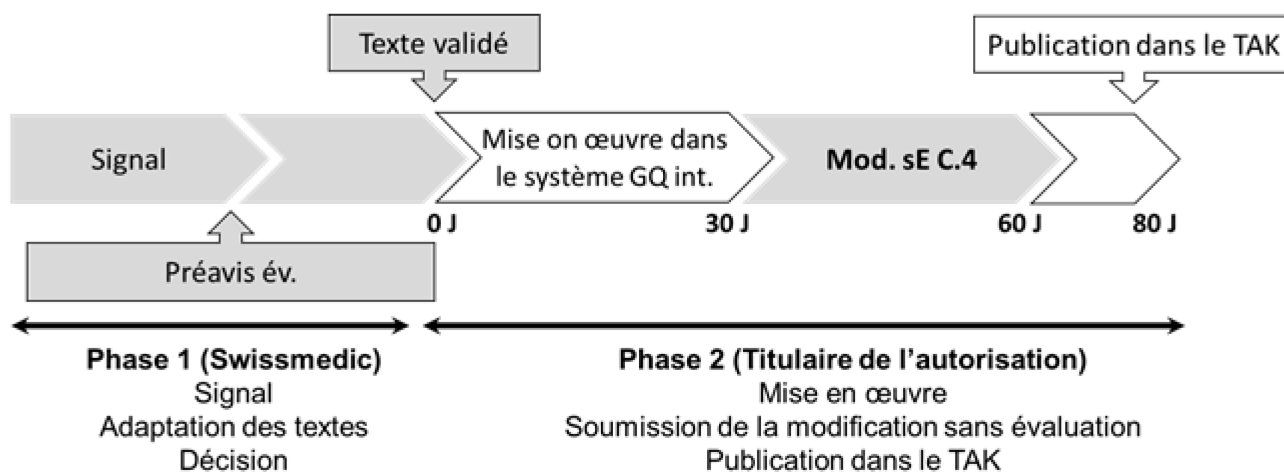 Texte validé
Publication dans le TAK
Signal
Mise on œuvre dans
le système GQ int.
Mod. sE C.4
0 J
30 J
60 J
80 J
Préavis év.
Phase 1 (Swissmedic)
Signal
Adaptation des textes
Décision
Phase 2 (Titulaire de l’autorisation)
Mise en œuvre
Soumission de la modification sans évaluation
Publication dans le TAK